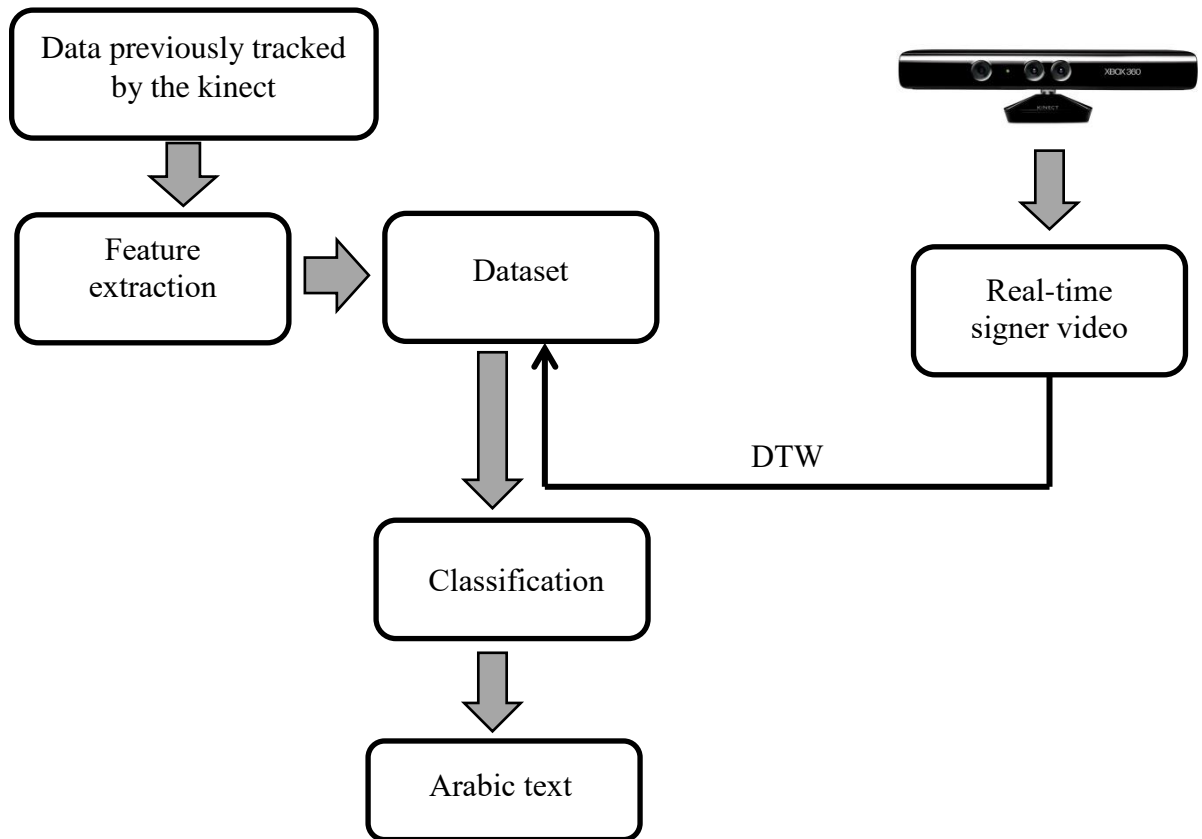 Data previously tracked
by the kinect
XBOX 360
KINECT
Feature
extraction
Dataset
Real-time
signer video
DTW
Classification
Arabic text